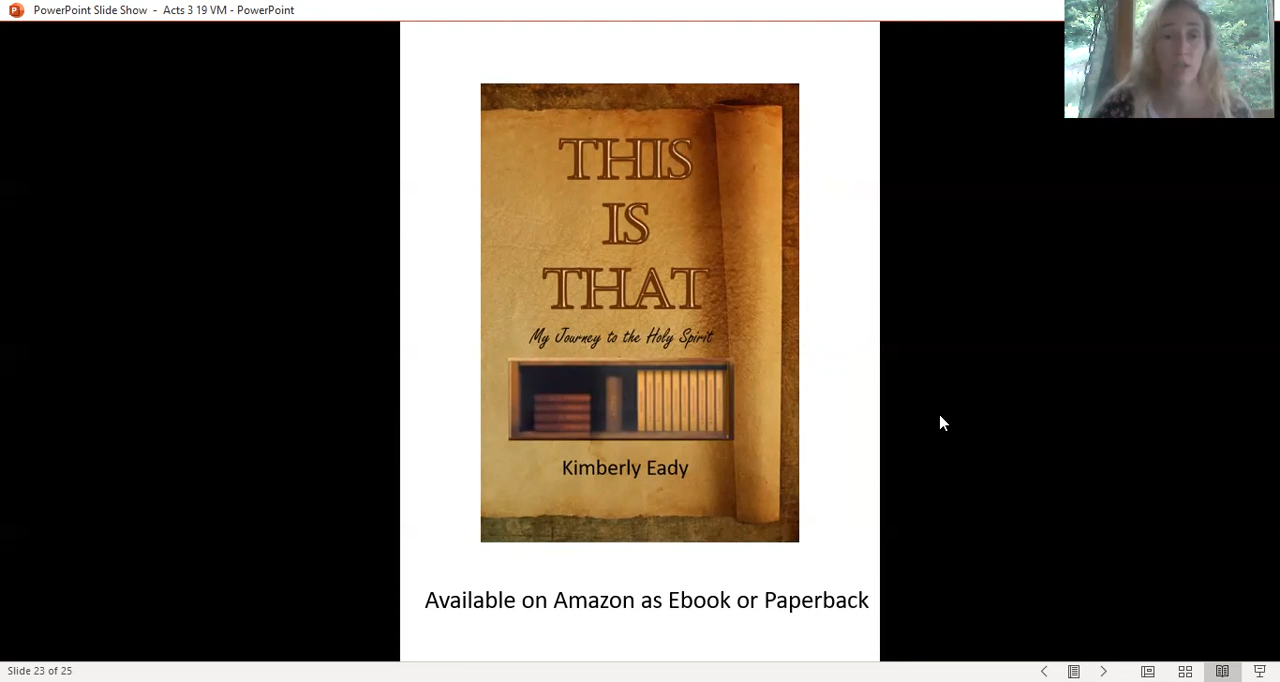 PowerPoint Slide Show - Acts 3 19 VM - PowerPoint
THIS
IS
THAT
My Journey to the Holy Spirit
Kimberly Eady
Available on Amazon as Ebook or Paperback
Slide 23 of 25